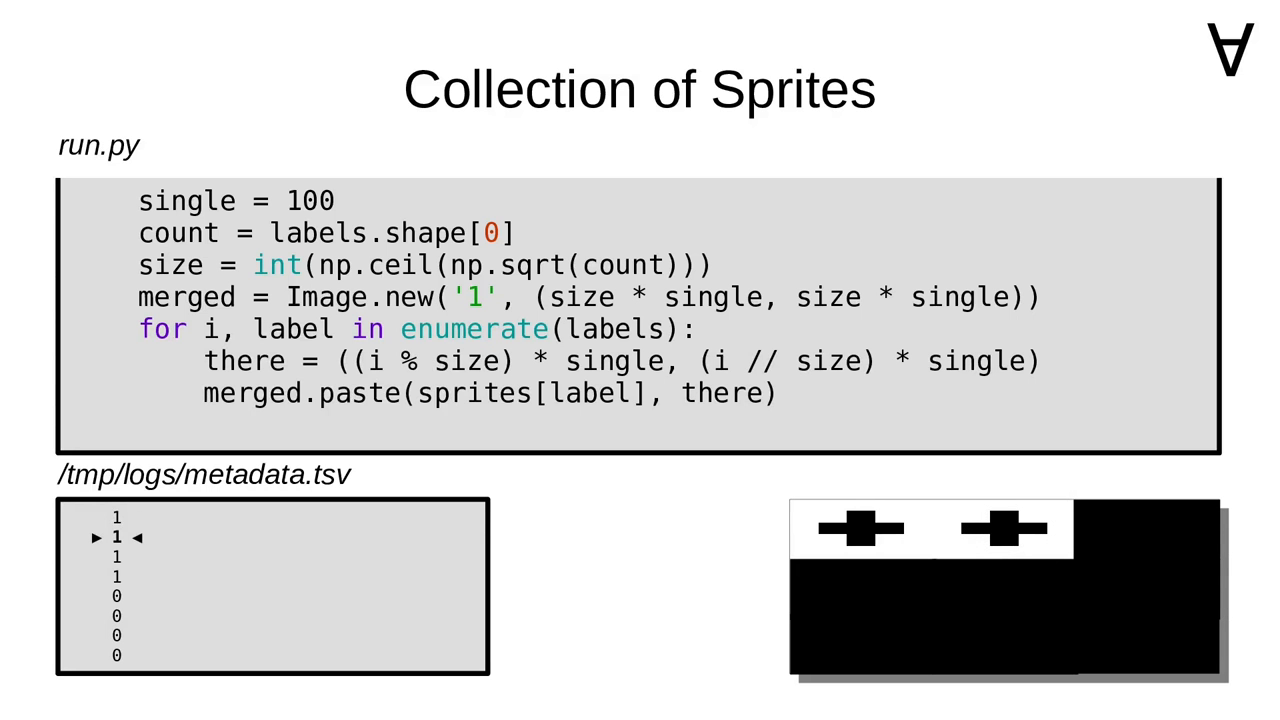 ∀
Collection of Sprites
run.py
single = 100
count = labels.shape[0]
size = int(np.ceil(np.sqrt(count)))
merged = Image.new('1', (size * single, size * single))
for i, label in enumerate(labels):
    there = ((i % size) * single, (i // size) * single)
    merged.paste(sprites[label], there)
/tmp/logs/metadata.tsv
1
▶ 1 ◀
1
1
0
0
0
0